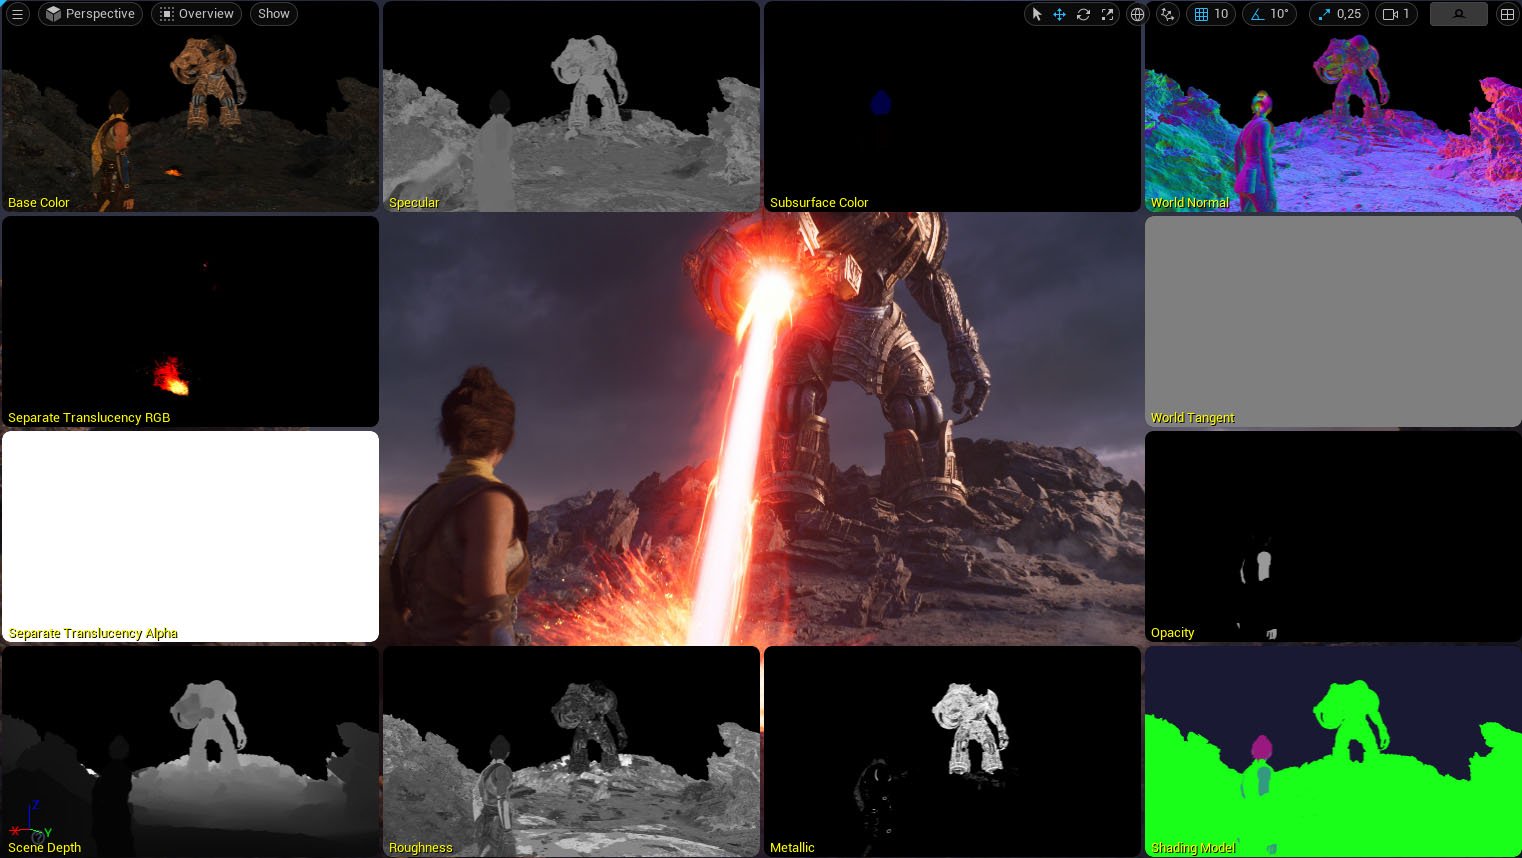 Perspective
Overview
Show
10
10°
0,25
1
Base Color
Specular
Subsurface Color
World Normal
Separate Translucency RGB
World Tangent
Separate Translucency Alpha
Opacity
Z
X
Y
Scene Depth
Roughness
Metallic
Shading Model